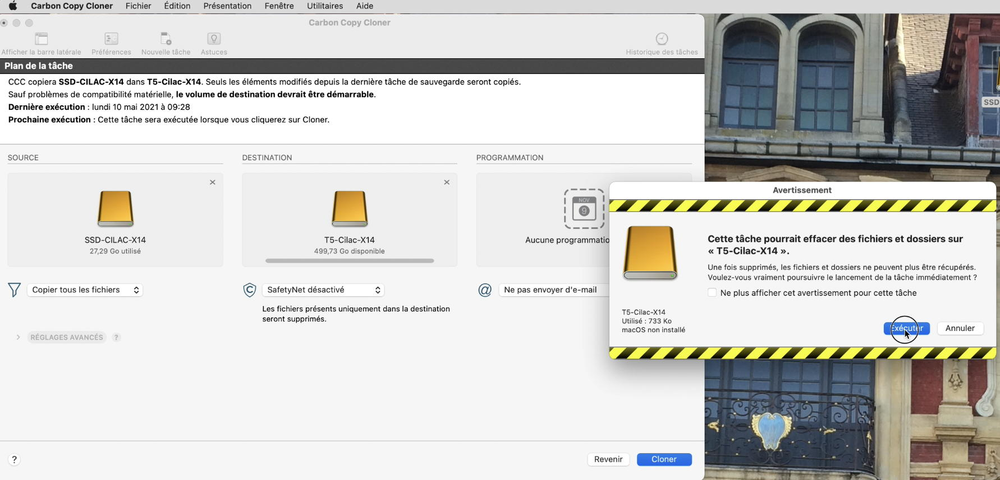 Carbon Copy Cloner Fichier Édition Présentation Fenêtre Utilitaires Aide
Carbon Copy Cloner
Afficher la barre latérale Préférences Nouvelle tâche Astuces Historique des tâches
Plan de la tâche
CCC copiera SSD-CILAC-X14 dans T5-Cilac-X14. Seuls les éléments modifiés depuis la dernière tâche de sauvegarde seront copiés.
Sauf problèmes de compatibilité matérielle, le volume de destination devrait être démarrable.
Dernière exécution : lundi 10 mai 2021 à 09:28
Prochaine exécution : Cette tâche sera exécutée lorsque vous cliquerez sur Cloner.
SSD
SOURCE DESTINATION PROGRAMMATION
NOV
9
SSD-CILAC-X14 T5-Cilac-X14 Aucune programmatio
27,29 Go utilisé 499,73 Go disponible
Copier tous les fichiers SafetyNet désactivé @ Ne pas envoyer d'e-mail
Les fichiers présents uniquement dans la destination
seront supprimés.
RÉGLAGES AVANCÉS ?
Avertissement
Cette tâche pourrait effacer des fichiers et dossiers sur
« T5-Cilac-X14 ».
Une fois supprimés, les fichiers et dossiers ne peuvent plus être récupérés.
Voulez-vous vraiment poursuivre le lancement de la tâche immédiatement ?
Ne plus afficher cet avertissement pour cette tâche
T5-Cilac-X14
Utilisé : 733 Ko
macOS non installé
Exécuter Annuler
? Revenir Cloner